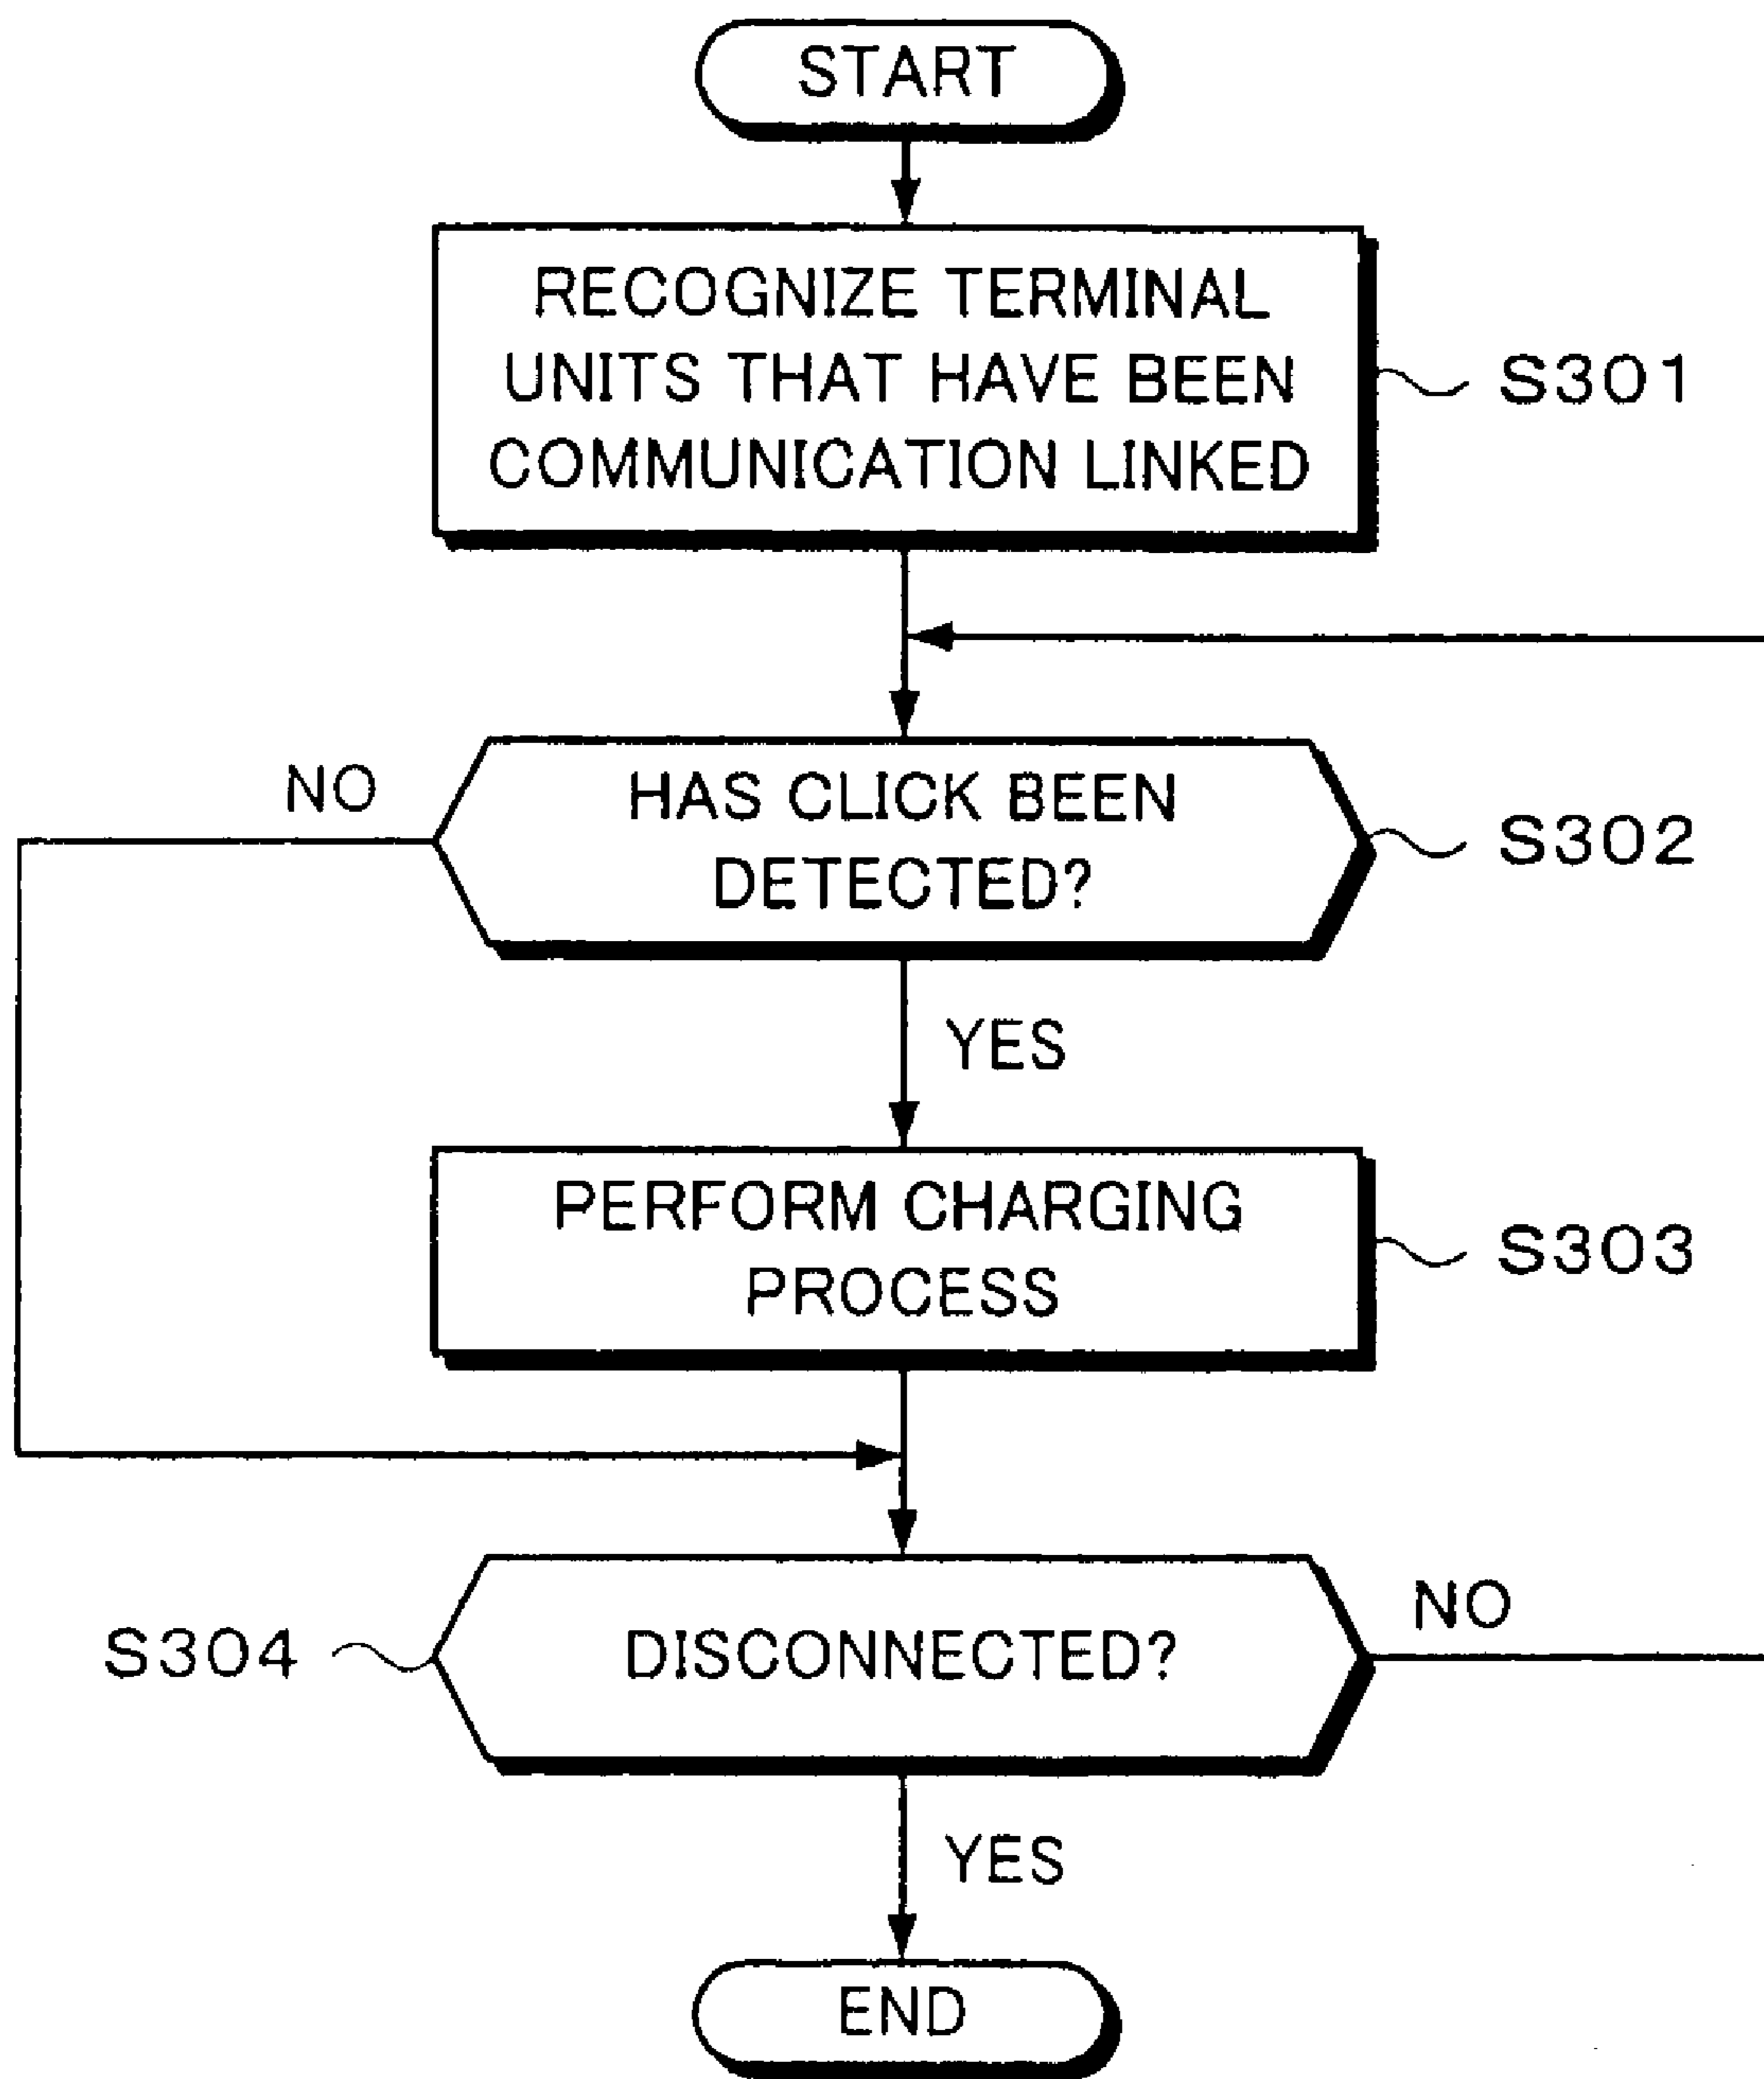 START
RECOGNIZE TERMINAL
UNITS THAT HAVE BEEN
COMMUNICATION LINKED
S301
NO
HAS CLICK BEEN
DETECTED?
S302
YES
PERFORM CHARGING
PROCESS
S303
S304
DISCONNECTED?
NO
YES
END